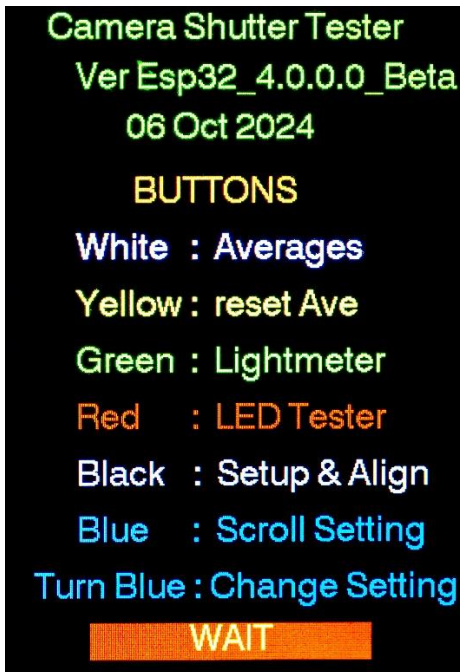 Camera Shutter Tester
Ver Esp32_4.0.0.0_Beta
06 Oct 2024
BUTTONS
White : Averages
Yellow : reset Ave
Green : Lightmeter
Red : LED Tester
Black : Setup & Align
Blue : Scroll Setting
Turn Blue : Change Setting
WAIT